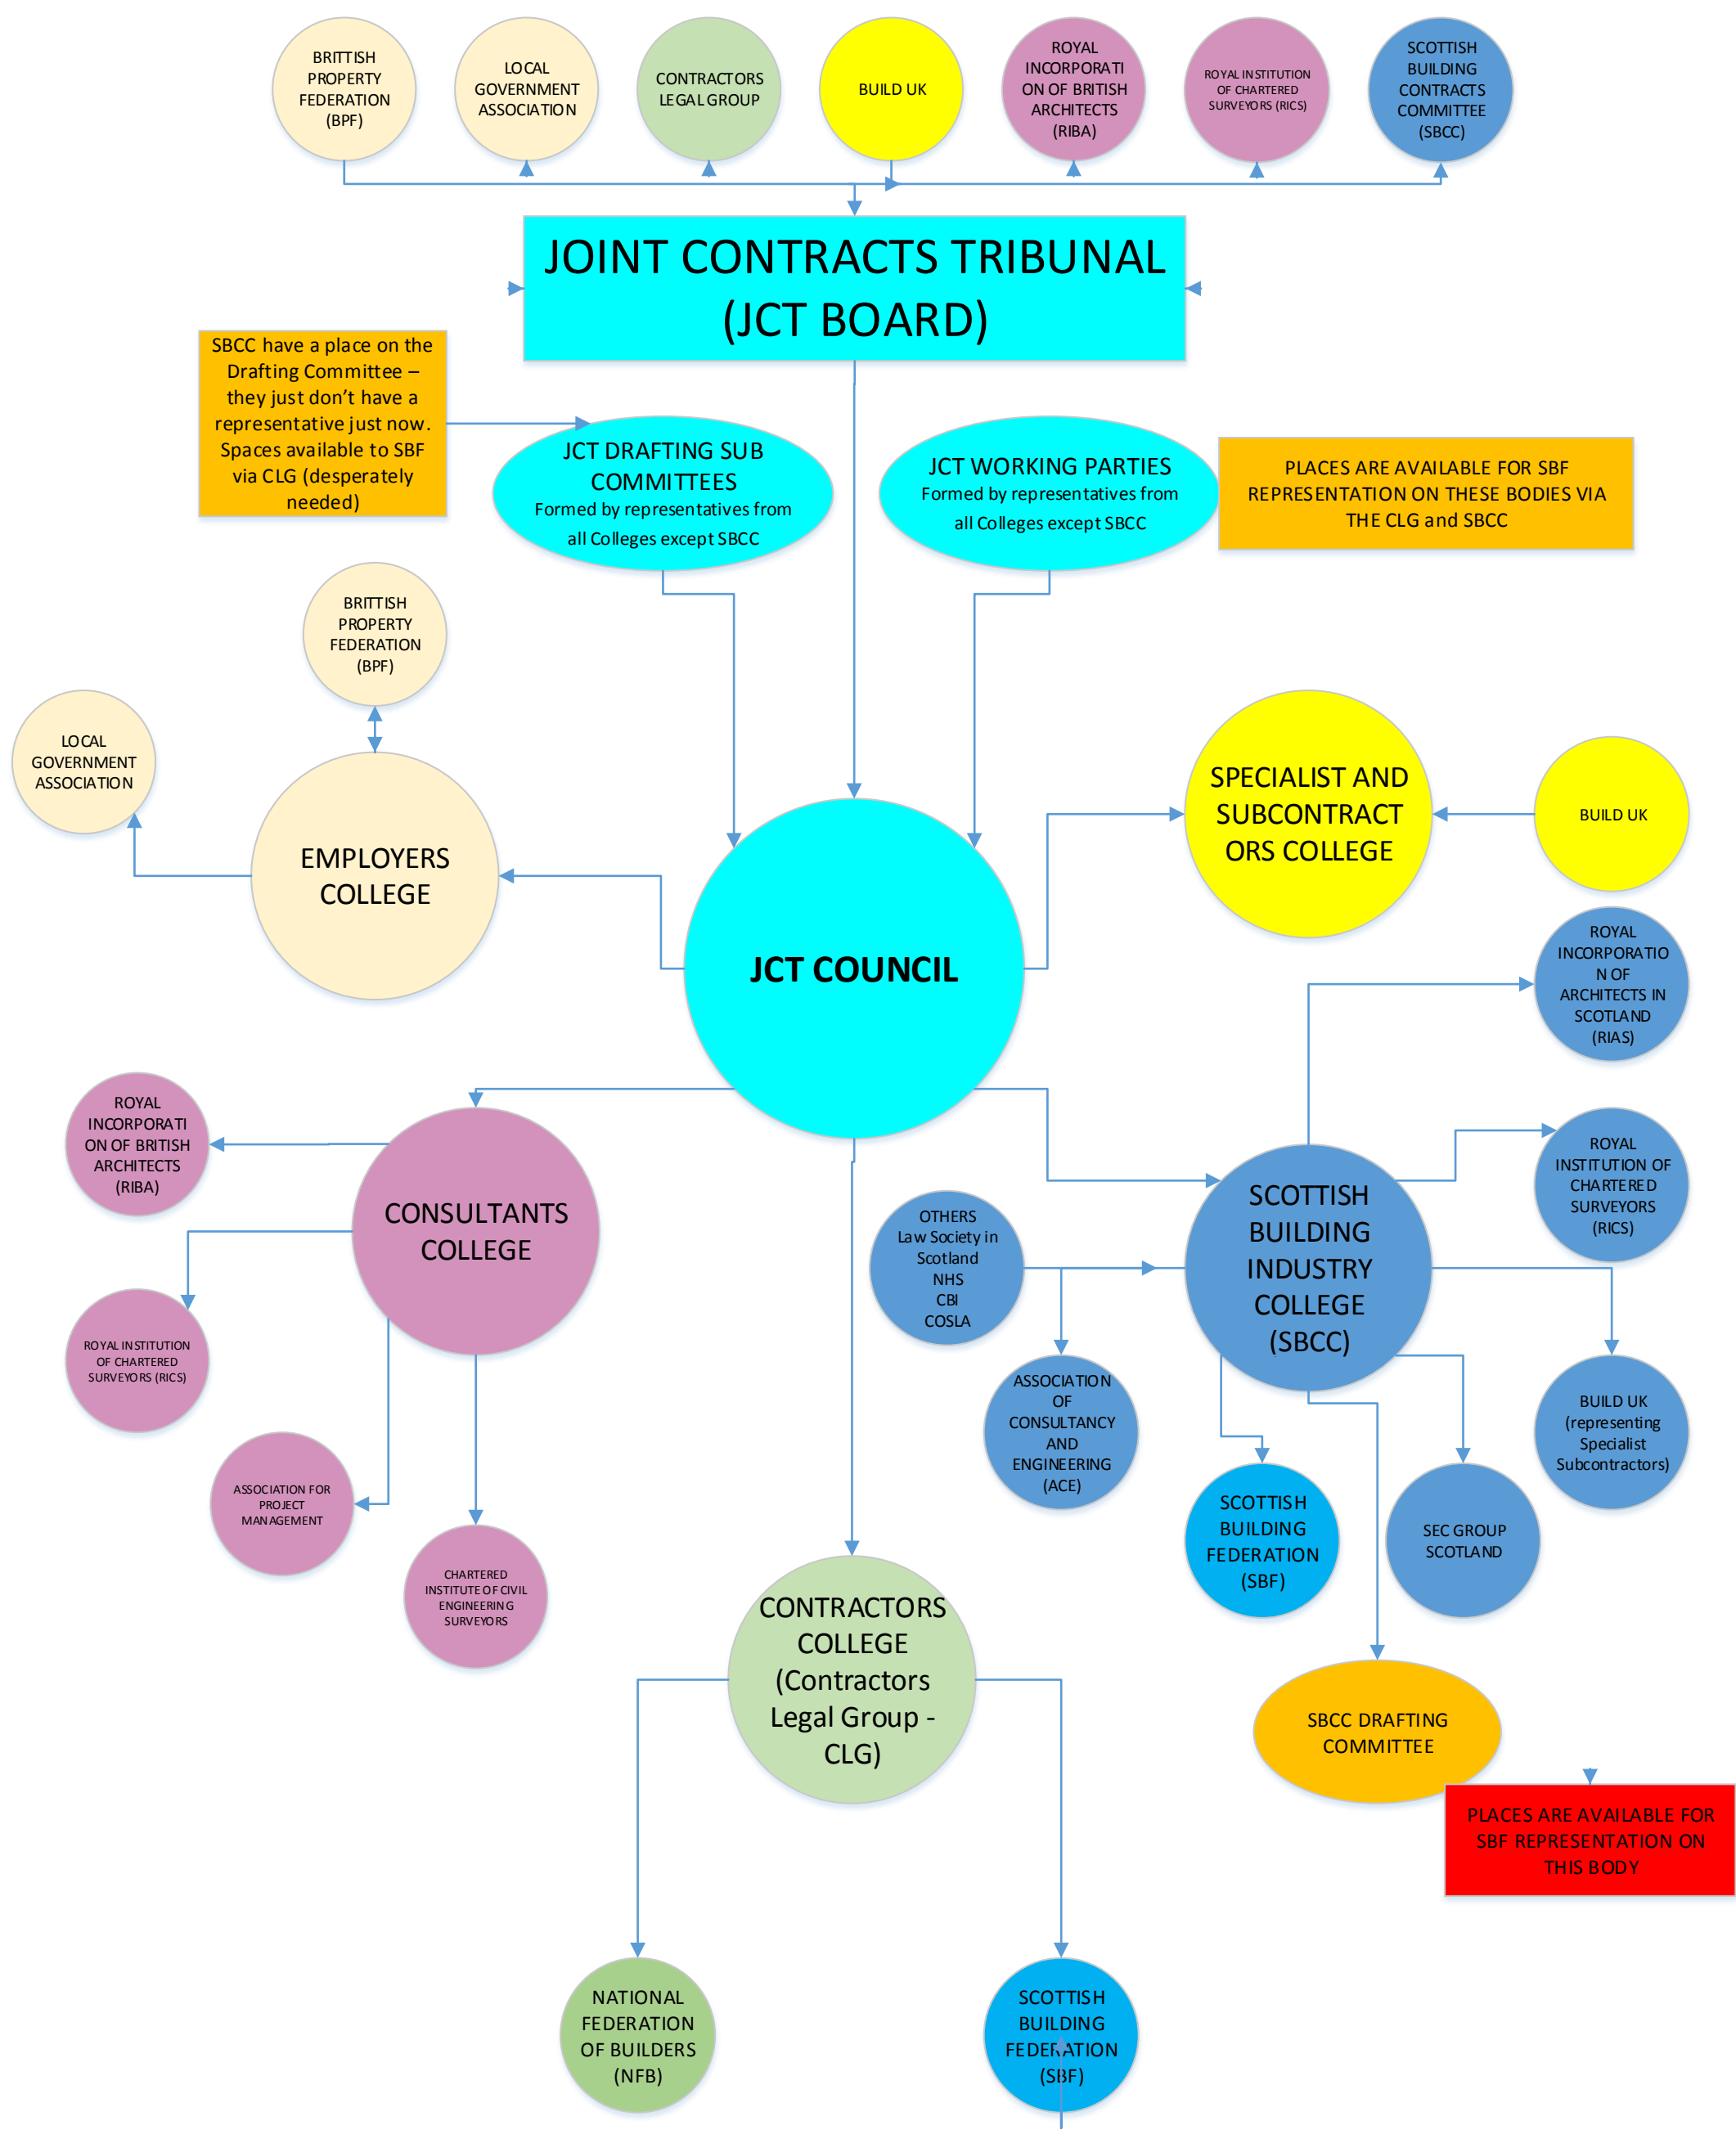 BRITTISH
PROPERTY
FEDERATION
(BPF)
LOCAL
GOVERNMENT
ASSOCIATION
CONTRACTORS
LEGAL GROUP
BUILD UK
ROYAL
INCORPORATI
ON OF BRITISH
ARCHITECTS
(RIBA)
ROYAL INSTITUTION
OF CHARTERED
SURVEYORS (RICS)
SCOTTISH
BUILDING
CONTRACTS
COMMITTEE
(SBCC)
JOINT CONTRACTS TRIBUNAL
(JCT BOARD)
SBCC have a place on the
Drafting Committee –
they just don't have a
representative just now.
Spaces available to SBF
via CLG (desperately
needed)
JCT DRAFTING SUB
COMMITTEES
Formed by representatives from
all Colleges except SBCC
JCT WORKING PARTIES
Formed by representatives from
all Colleges except SBCC
PLACES ARE AVAILABLE FOR SBF
REPRESENTATION ON THESE BODIES VIA
THE CLG and SBCC
BRITTISH
PROPERTY
FEDERATION
(BPF)
LOCAL
GOVERNMENT
ASSOCIATION
EMPLOYERS
COLLEGE
SPECIALIST AND
SUBCONTRACT
ORS COLLEGE
BUILD UK
JCT COUNCIL
ROYAL
INCORPORATIO
N OF
ARCHITECTS IN
SCOTLAND
(RIAS)
ROYAL
INCORPORATI
ON OF BRITISH
ARCHITECTS
(RIBA)
CONSULTANTS
COLLEGE
ROYAL INSTITUTION
OF CHARTERED
SURVEYORS (RICS)
ASSOCIATION FOR
PROJECT
MANAGEMENT
CHARTERED
INSTITUTE OF CIVIL
ENGINEERING
SURVEYORS
OTHERS
Law Society in
Scotland
NHS
CBI
COSLA
SCOTTISH
BUILDING
INDUSTRY
COLLEGE
(SBCC)
ROYAL
INSTITUTION OF
CHARTERED
SURVEYORS
(RICS)
ASSOCIATION
OF
CONSULTANCY
AND
ENGINEERING
(ACE)
SCOTTISH
BUILDING
FEDERATION
(SBF)
SEC GROUP
SCOTLAND
BUILD UK
(representing
Specialist
Subcontractors)
CONTRACTORS
COLLEGE
(Contractors
Legal Group -
CLG)
SBCC DRAFTING
COMMITTEE
PLACES ARE AVAILABLE FOR
SBF REPRESENTATION ON
THIS BODY
NATIONAL
FEDERATION
OF BUILDERS
(NFB)
SCOTTISH
BUILDING
FEDERATION
(SBF)